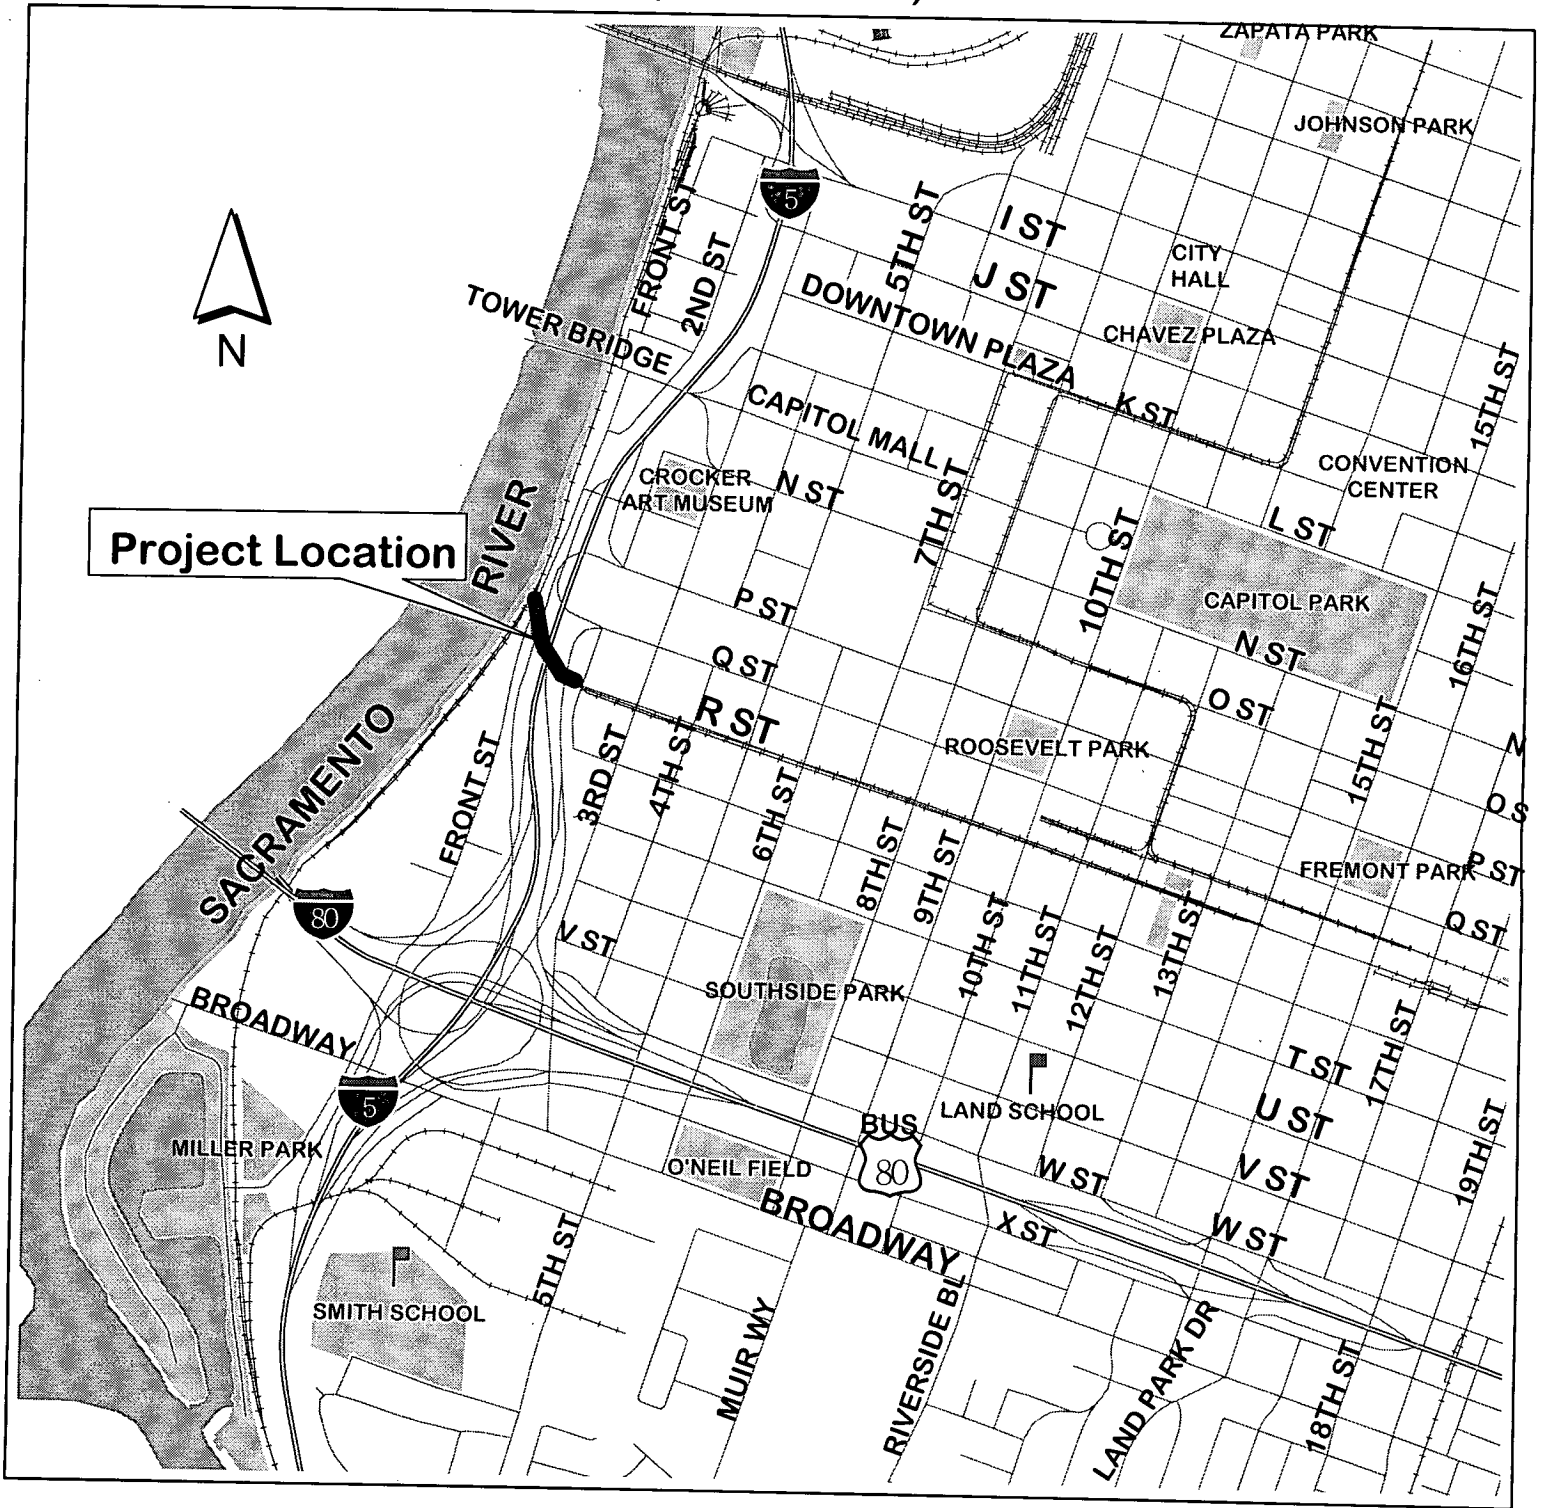 ZAPATA PARK
JOHNSON PARK
5
FRONT ST
2ND ST
5TH ST
I ST
J ST
CITY
HALL
DOWNTOWN PLAZA
CHAVEZ PLAZA
TOWER BRIDGE
N
K ST
15TH ST
CAPITOL MALL
CROCKER
ART MUSEUM
N ST
7TH ST
CONVENTION
CENTER
L ST
10TH ST
Project Location
SACRAMENTO RIVER
P ST
CAPITOL PARK
N ST
16TH ST
Q ST
O ST
R ST
ROOSEVELT PARK
15TH ST
N
O S
FRONT ST
3RD ST
4TH ST
6TH ST
8TH ST
9TH ST
10TH ST
11TH ST
12TH ST
13TH ST
FREMONT PARK
P ST
Q ST
80
V ST
SOUTHSIDE PARK
BROADWAY
5
LAND SCHOOL
T ST
17TH ST
U ST
MILLER PARK
O'NEIL FIELD
BUS
80
W ST
V ST
19TH ST
BROADWAY
X ST
W ST
SMITH SCHOOL
5TH ST
MUIR WY
RIVERSIDE BL
LAND PARK DR
18TH ST